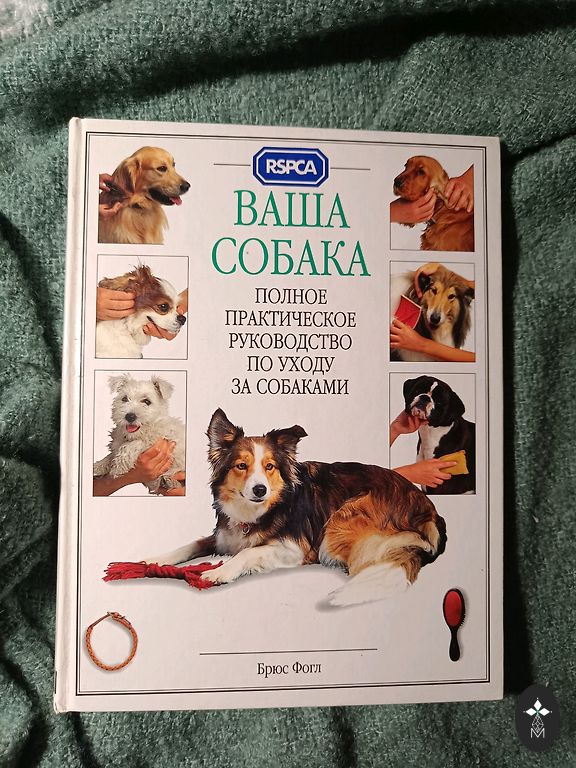 RSPCA
ВАША
СОБАКА
ПОЛНОЕ
ПРАКТИЧЕСКОЕ
РУКОВОДСТВО
ПО УХОДУ
ЗА СОБАКАМИ
Брюс Фогл
M